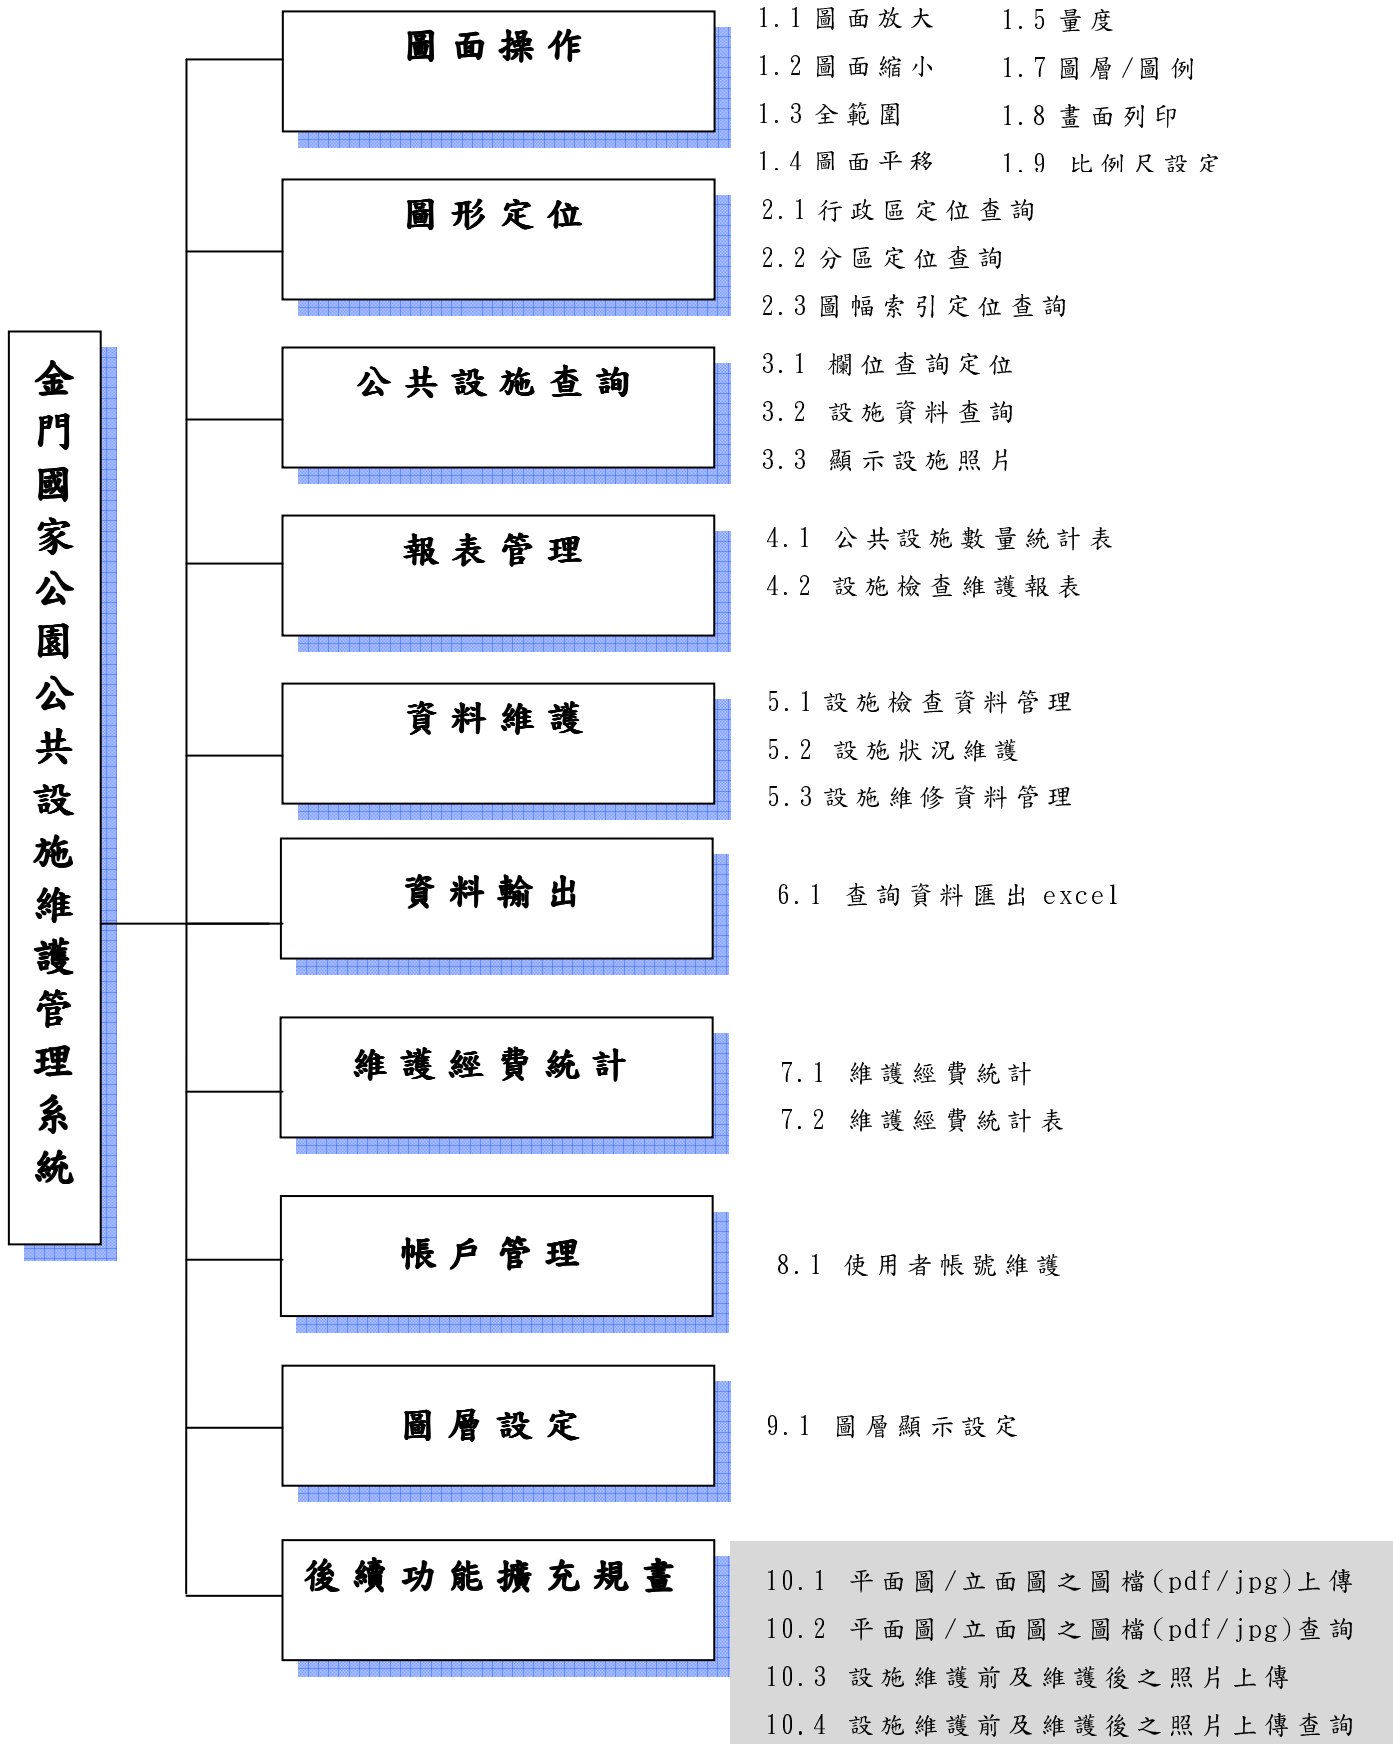 金門國家公園公共設施維護管理系統
圖面操作
1.1圖面放大
1.2圖面縮小
1.3全範圍
1.4圖面平移
1.5量度
1.7圖層/圖例
1.8畫面列印
1.9 比例尺設定
圖形定位
2.1行政區定位查詢
2.2分區定位查詢
2.3圖幅索引定位查詢
公共設施查詢
3.1 欄位查詢定位
3.2 設施資料查詢
3.3 顯示設施照片
報表管理
4.1 公共設施數量統計表
4.2 設施檢查維護報表
資料維護
5.1設施檢查資料管理
5.2 設施狀況維護
5.3設施維修資料管理
資料輸出
6.1 查詢資料匯出 excel
維護經費統計
7.1 維護經費統計
7.2 維護經費統計表
帳戶管理
8.1 使用者帳號維護
圖層設定
9.1 圖層顯示設定
後續功能擴充規畫
10.1 平面圖/立面圖之圖檔(pdf/jpg)上傳
10.2 平面圖/立面圖之圖檔(pdf/jpg)查詢
10.3 設施維護前及維護後之照片上傳
10.4 設施維護前及維護後之照片上傳查詢